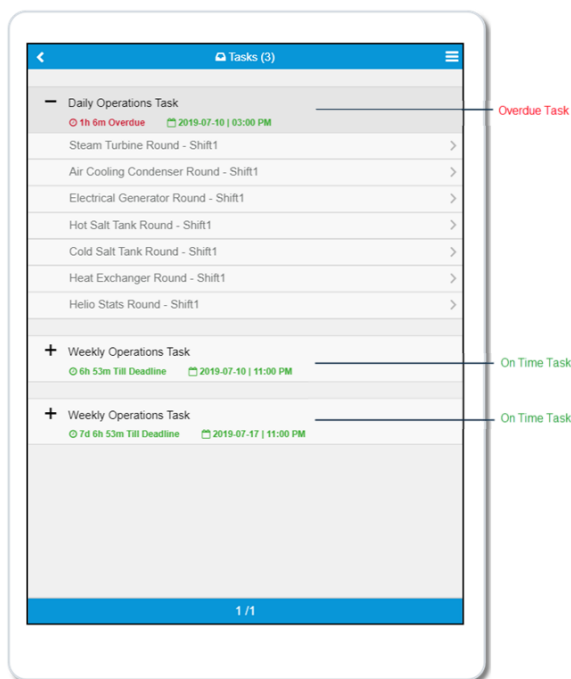 Tasks (3)
Daily Operations Task
1h 6m Overdue 2019-07-10 | 03:00 PM
Overdue Task
Steam Turbine Round - Shift1
Air Cooling Condenser Round - Shift1
Electrical Generator Round - Shift1
Hot Salt Tank Round - Shift1
Cold Salt Tank Round - Shift1
Heat Exchanger Round - Shift1
Helio Stats Round - Shift1
Weekly Operations Task
6h 53m Till Deadline 2019-07-10 | 11:00 PM
On Time Task
Weekly Operations Task
7d 6h 53m Till Deadline 2019-07-17 | 11:00 PM
On Time Task
1 /1